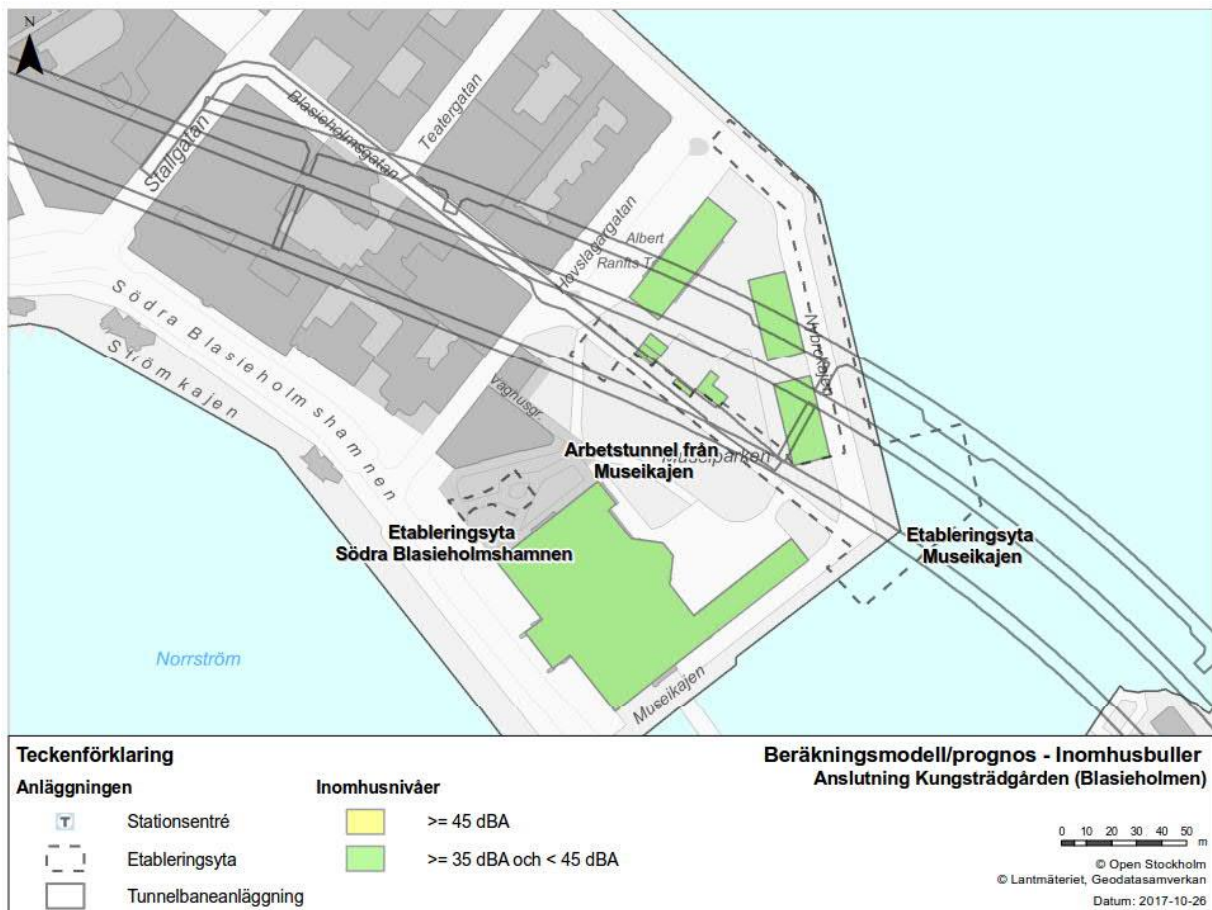 N
Stallgatan
Blasieholmsgatan
Teatergatan
Hovslagargatan
Albert
Ranfts T.
Nybrokajen
Södra Blasieholmshamnen
Strömkajen
Vagnusgr.
Arbetstunnel från
Museikajen
Museiparken
Etableringsyta
Södra Blasieholmshamnen
Etableringsyta
Museikajen
Norrström
Museikajen
Teckenförklaring
Anläggningen
T
Stationsentré
Etableringsyta
Tunnelbaneanläggning
Inomhusnivåer
>= 45 dBA
>= 35 dBA och < 45 dBA
Beräkningsmodell/prognos - Inomhusbuller
Anslutning Kungsträdgården (Blasieholmen)
0 10 20 30 40 50
m
© Open Stockholm
© Lantmäteriet, Geodatasamverkan
Datum: 2017-10-26